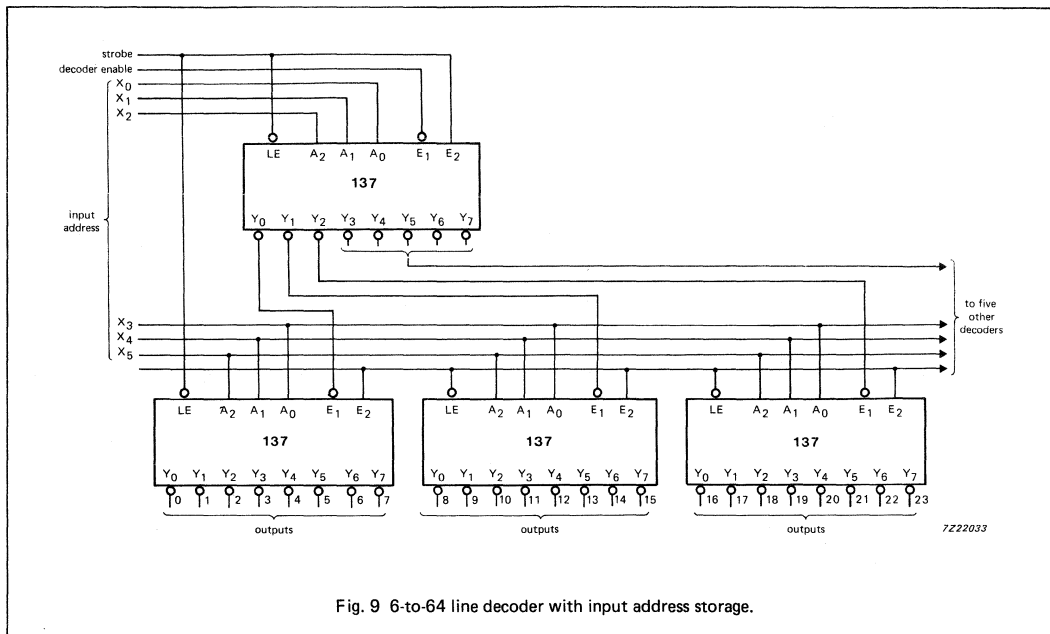 strobe
decoder enable
X0
X1
X2
LE A2 A1 A0 E1 E2
137
input
address
Y0 Y1 Y2 Y3 Y4 Y5 Y6 Y7
to five
other
decoders
X3
X4
X5
LE A2 A1 A0 E1 E2
137
Y0 Y1 Y2 Y3 Y4 Y5 Y6 Y7
0 1 2 3 4 5 6 7
outputs
LE A2 A1 A0 E1 E2
137
Y0 Y1 Y2 Y3 Y4 Y5 Y6 Y7
8 9 10 11 12 13 14 15
outputs
LE A2 A1 A0 E1 E2
137
Y0 Y1 Y2 Y3 Y4 Y5 Y6 Y7
16 17 18 19 20 21 22 23
outputs
7Z22033
Fig. 9 6-to-64 line decoder with input address storage.